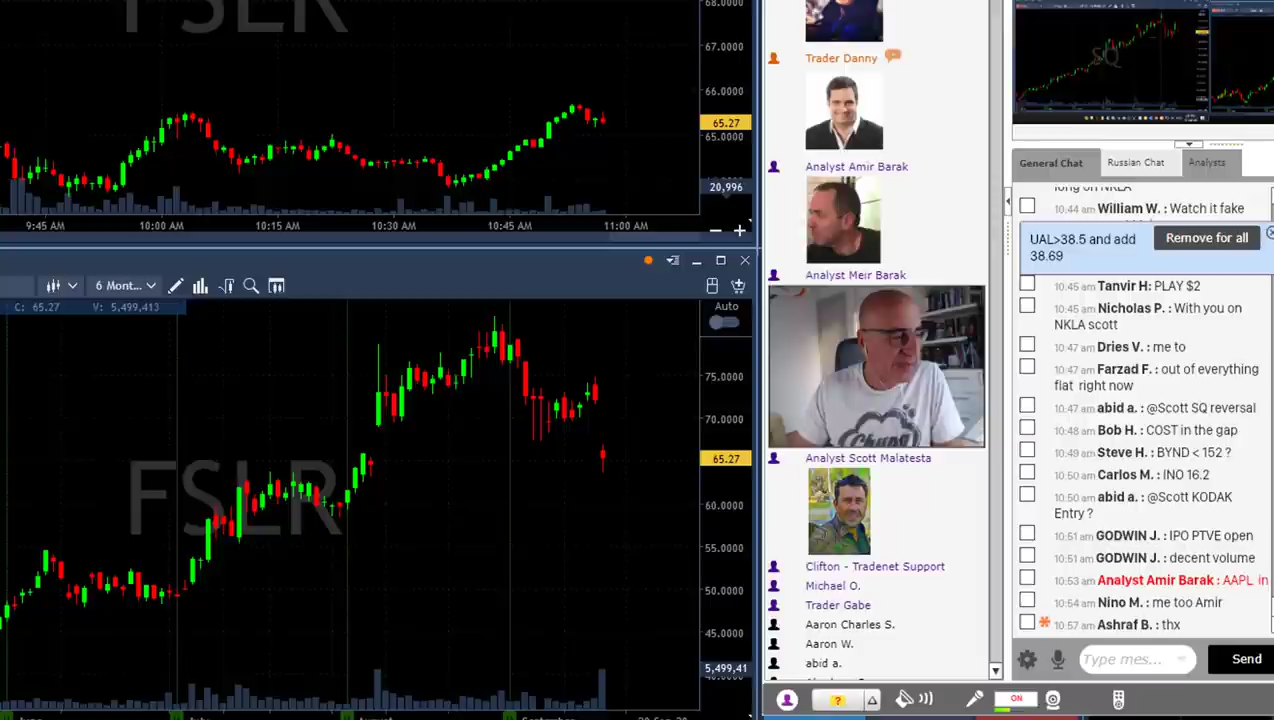 FSLR
68.0000
67.0000
66.0000
65.27
65.0000
20,996
9:45 AM
10:00 AM
10:15 AM
10:30 AM
10:45 AM
11:00 AM
6 Mont...
C: 65.27
V: 5,499,413
Auto
75.0000
70.0000
65.27
60.0000
55.0000
50.0000
45.0000
5,499,41
FSLR
Trader Danny
Analyst Amir Barak
Analyst Meir Barak
Analyst Scott Malatesta
Clifton - Tradenet Support
Michael O.
Trader Gabe
Aaron Charles S.
Aaron W.
abid a.
SQ
General Chat
Russian Chat
Analysts
long on NKLA
10:44 am William W. : Watch it fake
UAL>38.5 and add
38.69
Remove for all
10:45 am Tanvir H: PLAY $2
10:45 am Nicholas P. : With you on
NKLA scott
10:47 am Dries V. : me to
10:47 am Farzad F. : out of everything
flat right now
10:47 am abid a. : @Scott SQ reversal
10:48 am Bob H. : COST in the gap
10:49 am Steve H. : BYND < 152 ?
10:50 am Carlos M. : INO 16.2
10:50 am abid a. : @Scott KODAK
Entry ?
10:51 am GODWIN J. : IPO PTVE open
10:51 am GODWIN J. : decent volume
10:53 am Analyst Amir Barak : AAPL in
10:54 am Nino M. : me too Amir
10:57 am Ashraf B. : thx
Type mes...
Send
?
ON